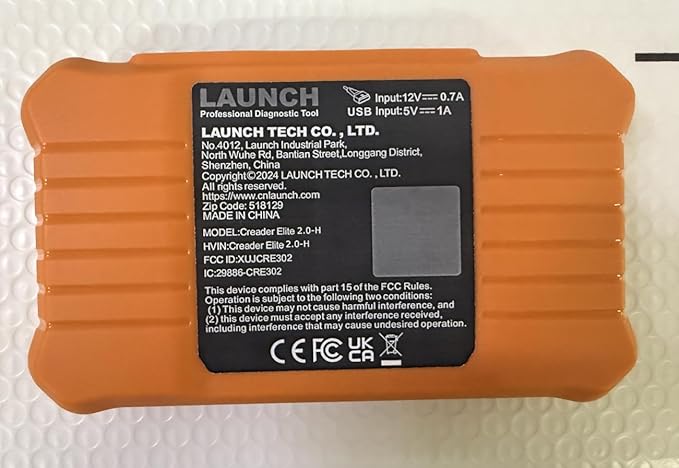 LAUNCH
Professional Diagnostic Tool
Input:12V⎓0.7A
USB Input:5V⎓1A
LAUNCH TECH CO. , LTD.
No.4012, Launch Industrial Park,
North Wuhe Rd, Bantian Street,Longgang District,
Shenzhen, China
Copyright©2024 LAUNCH TECH CO. , LTD.
All rights reserved.
https://www.cnlaunch.com
Zip Code: 518129
MADE IN CHINA
MODEL:Creader Elite 2.0-H
HVIN:Creader Elite 2.0-H
FCC ID:XUJCRE302
IC:29886-CRE302
This device complies with part 15 of the FCC Rules.
Operation is subject to the following two conditions:
(1) This device may not cause harmful interference, and
(2) this device must accept any interference received,
including interference that may cause undesired operation.
CE FC UK CA